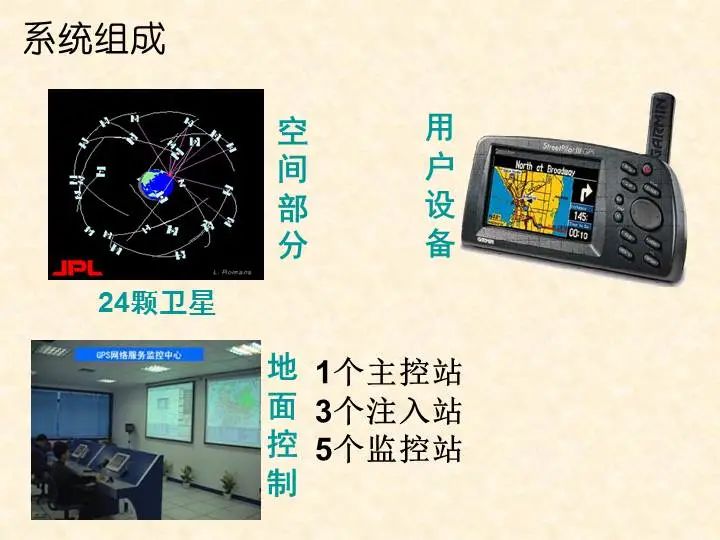 系统组成
空间部分
JPL
L. Romans
24颗卫星
用户设备
GARMIN
StreetPilot III GPS
North at Broadway
145
00:10
GARMIN
GPS网络服务监控中心
地面控制
1个主控站
3个注入站
5个监控站